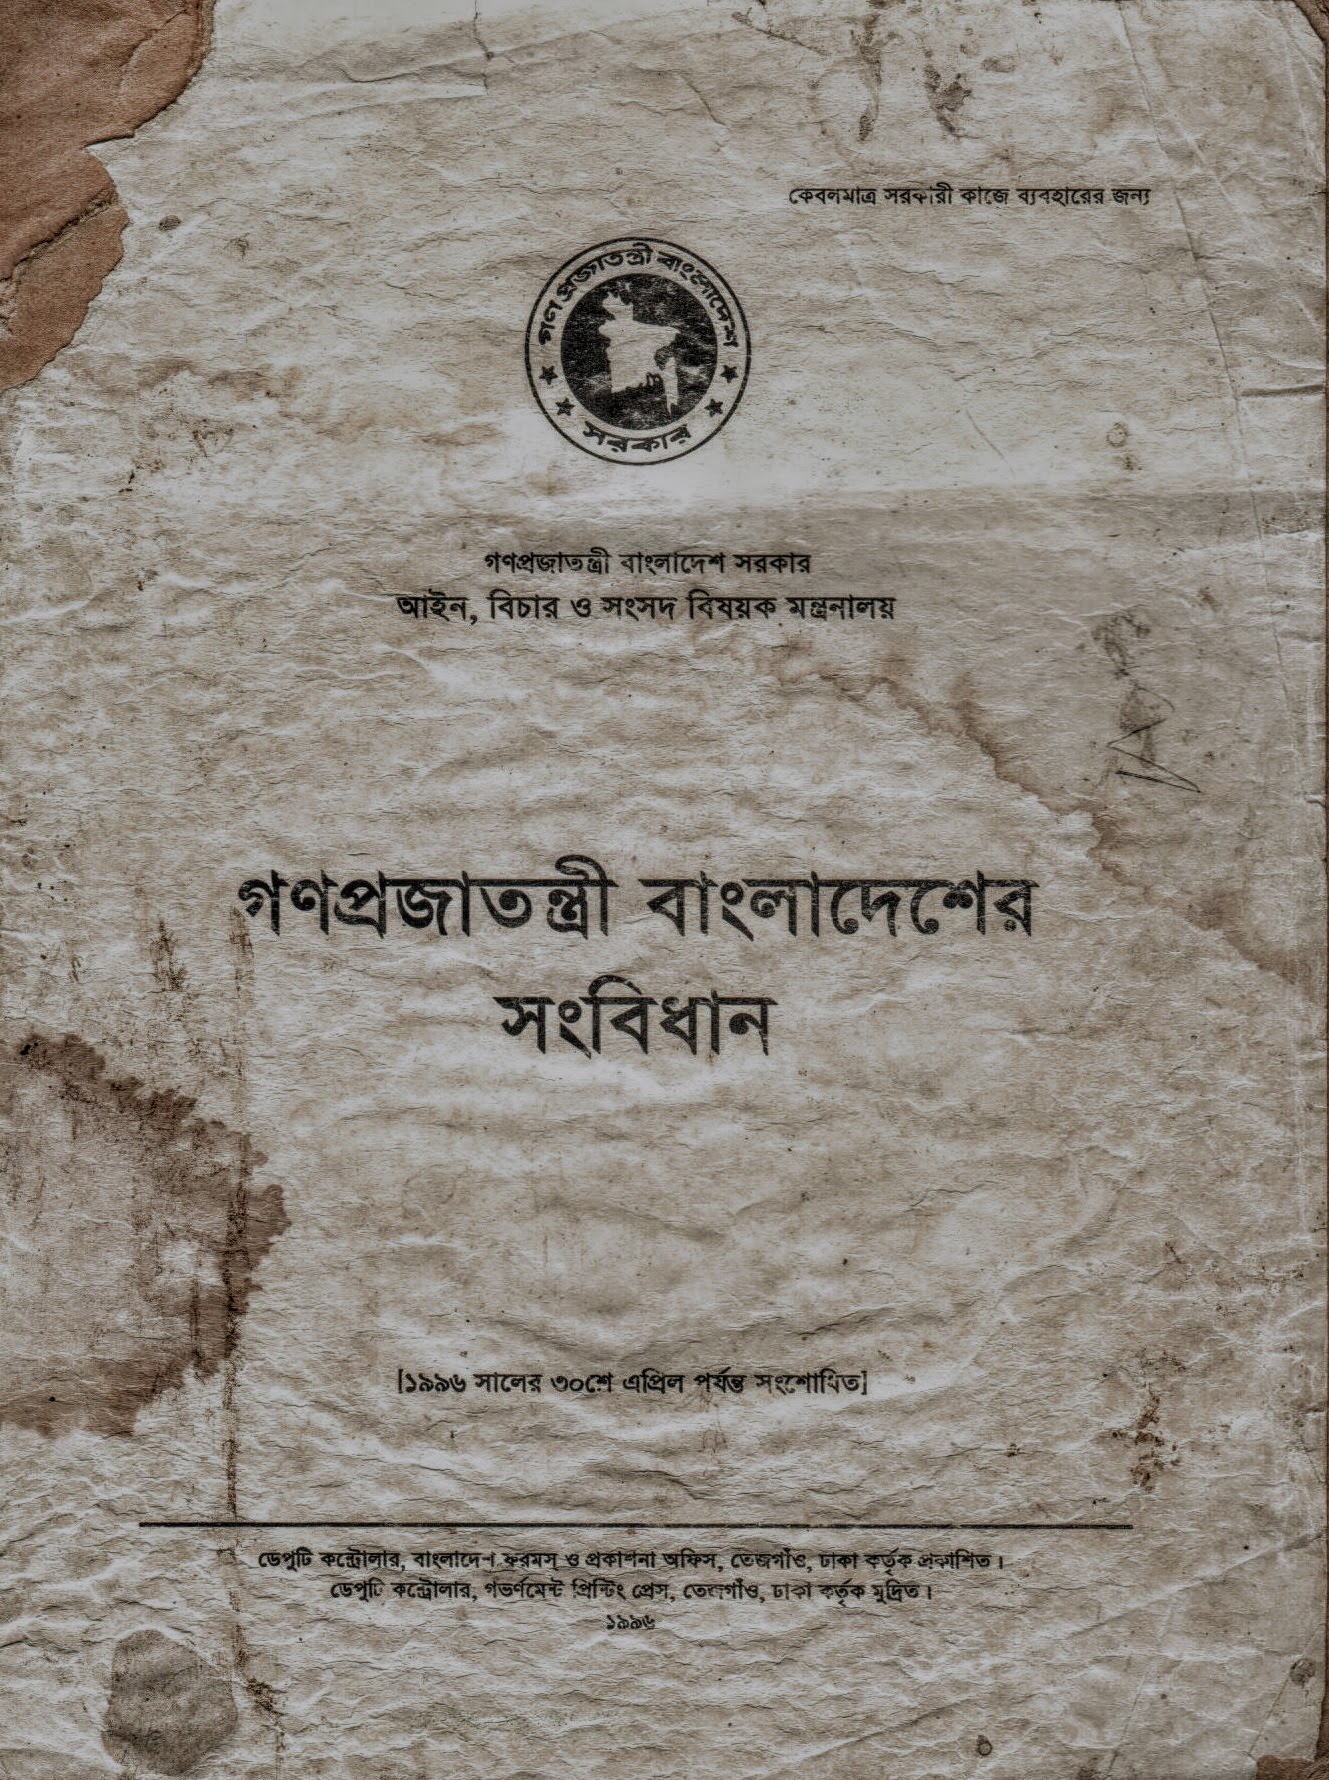 কেবলমাত্র সরকারী কাজে ব্যবহারের জন্য
গণ প্রজাতন্ত্রী বাংলাদেশ
সরকার
গণপ্রজাতন্ত্রী বাংলাদেশ সরকার
আইন, বিচার ও সংসদ বিষয়ক মন্ত্রনালয়
গণপ্রজাতন্ত্রী বাংলাদেশের
সংবিধান
[১৯৯৬ সালের ৩০শে এপ্রিল পর্যন্ত সংশোধিত]
ডেপুটি কন্ট্রোলার, বাংলাদেশ ফরমস্ ও প্রকাশনা অফিস, তেজগাঁও, ঢাকা কর্তৃক প্রকাশিত।
ডেপুটি কন্ট্রোলার, গভর্ণমেন্ট প্রিন্টিং প্রেস, তেজগাঁও, ঢাকা কর্তৃক মুদ্রিত।
১৯৯৬